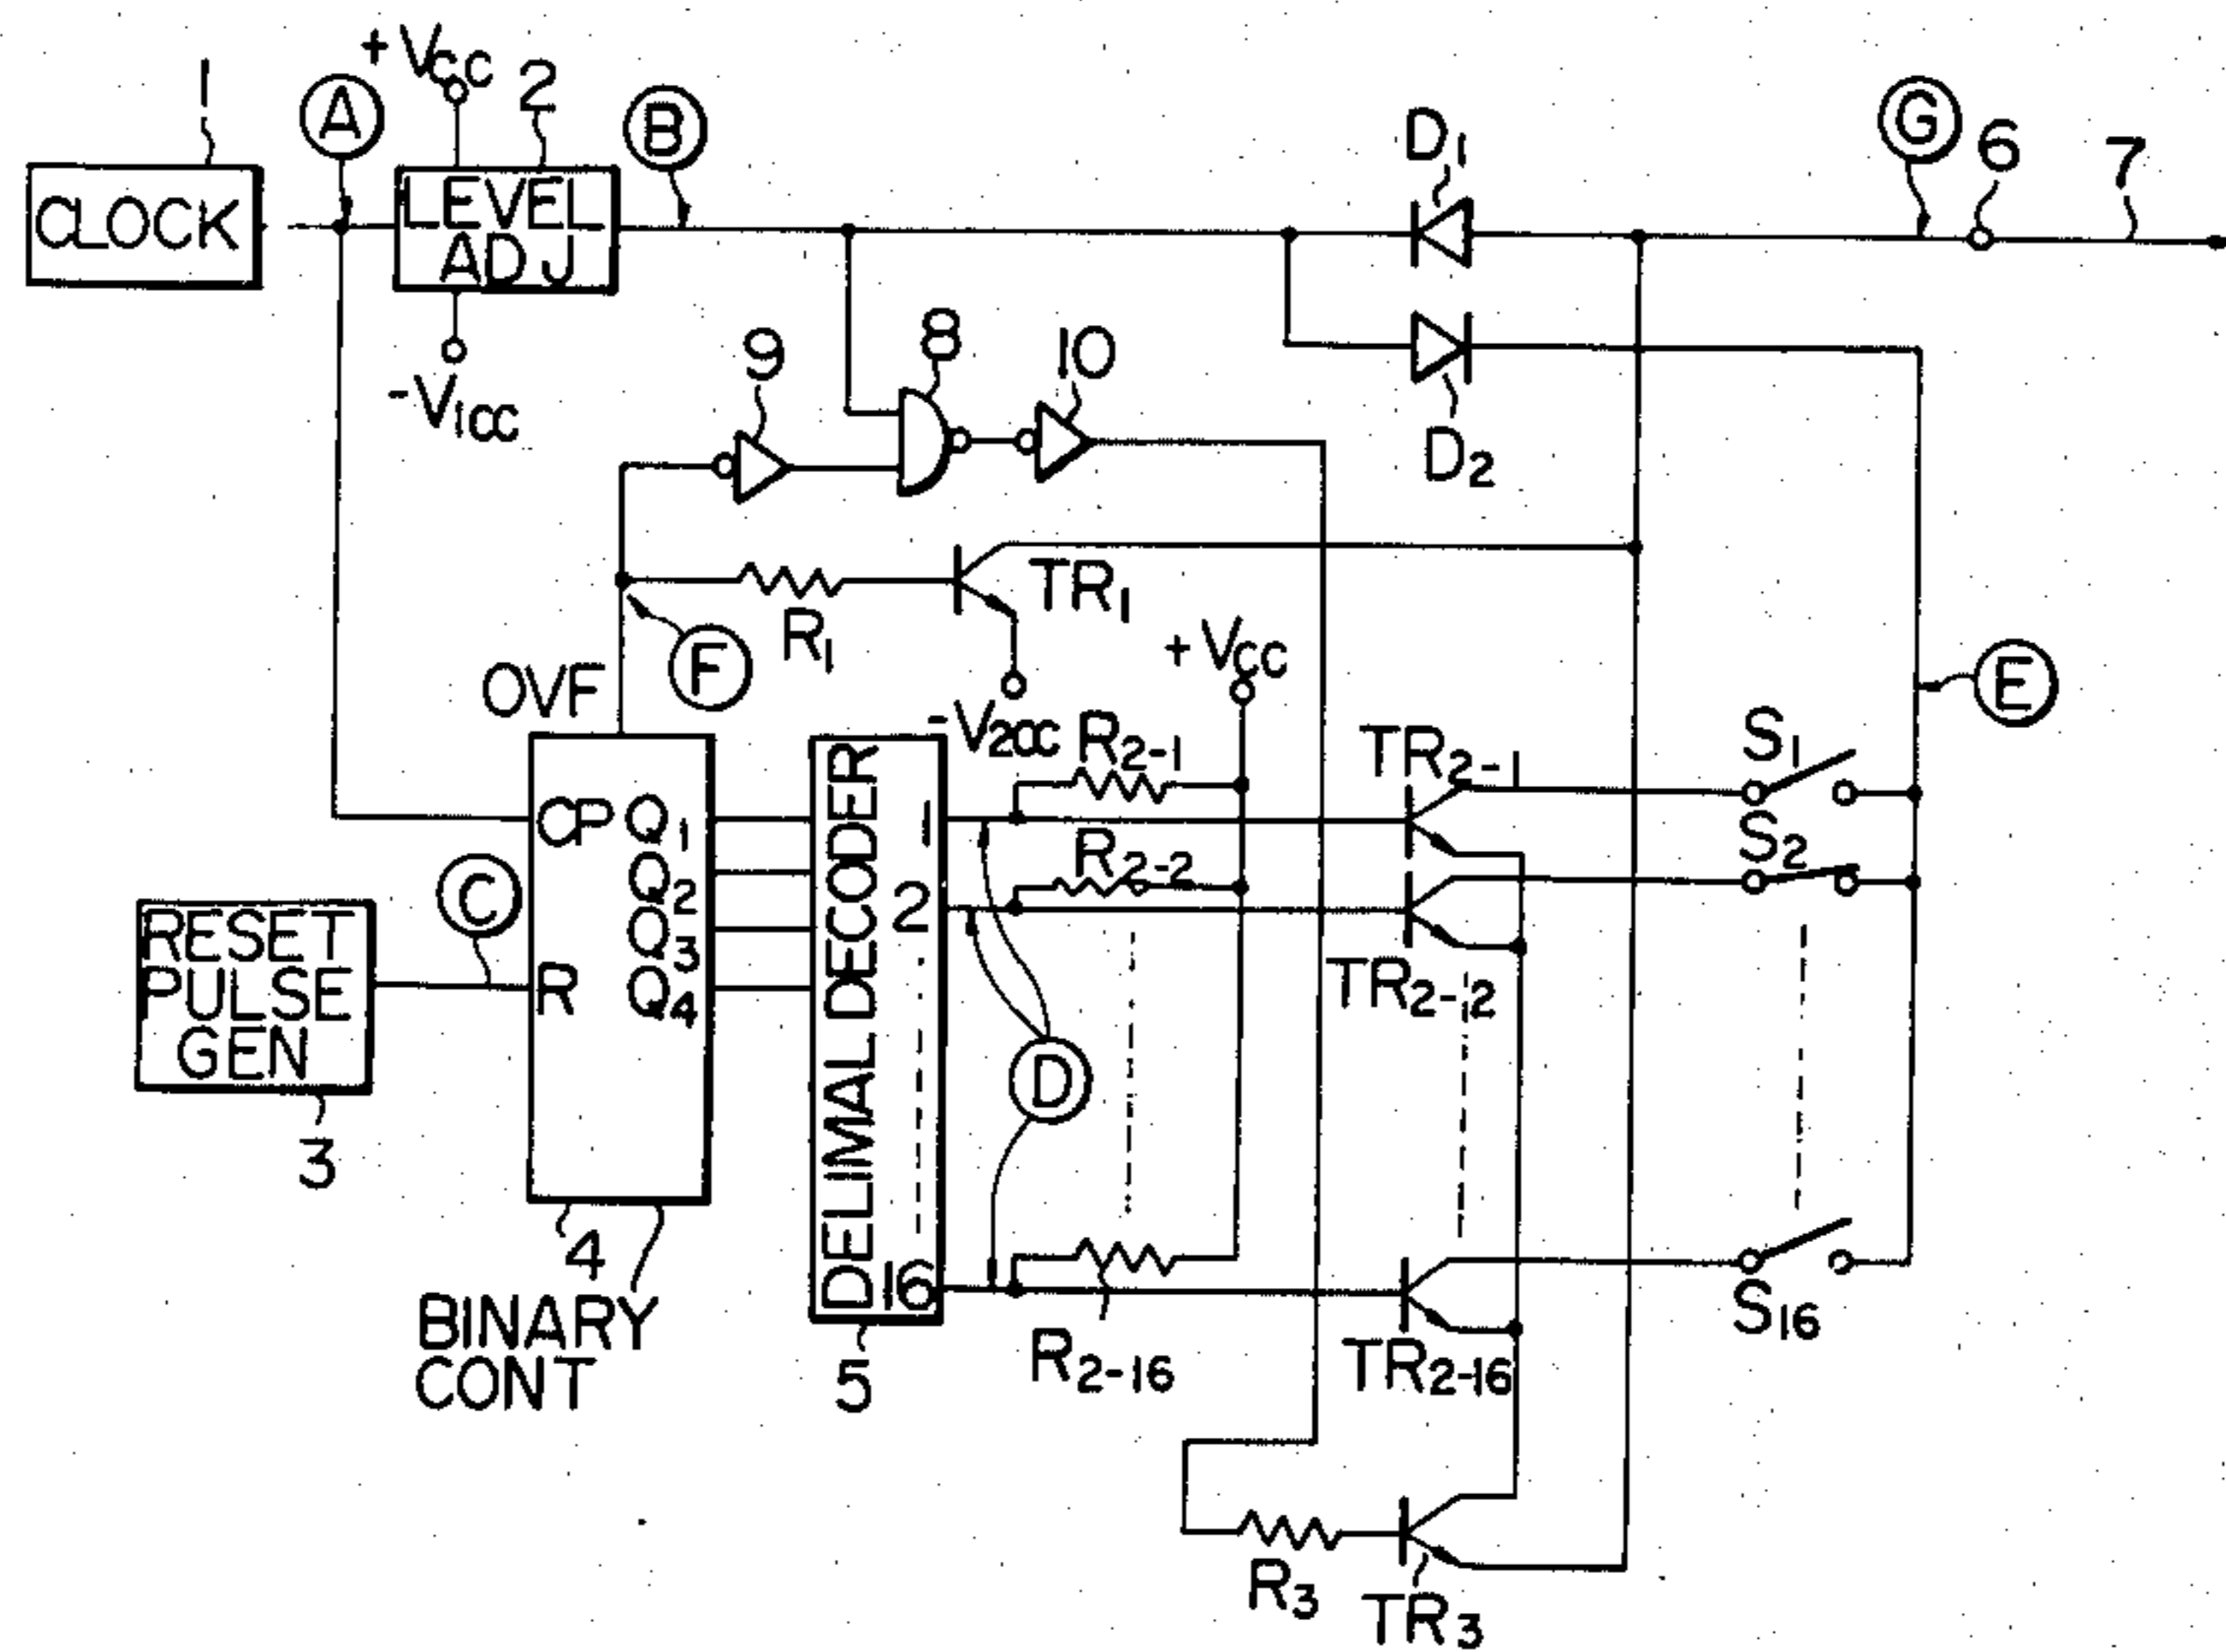 1
A
+Vcc
2
B
CLOCK
LEVEL
ADJ
-V1cc
9
8
10
D1
D2
G
6
7
R1
TR1
F
OVF
-V2cc
+Vcc
E
R2-1
TR2-1
S1
CP
Q1
Q2
Q3
Q4
R
C
RESET
PULSE
GEN
3
4
BINARY
CONT
DELIMAL DECODER
1
2
16
5
R2-2
TR2-2
S2
D
R2-16
TR2-16
S16
R3
TR3